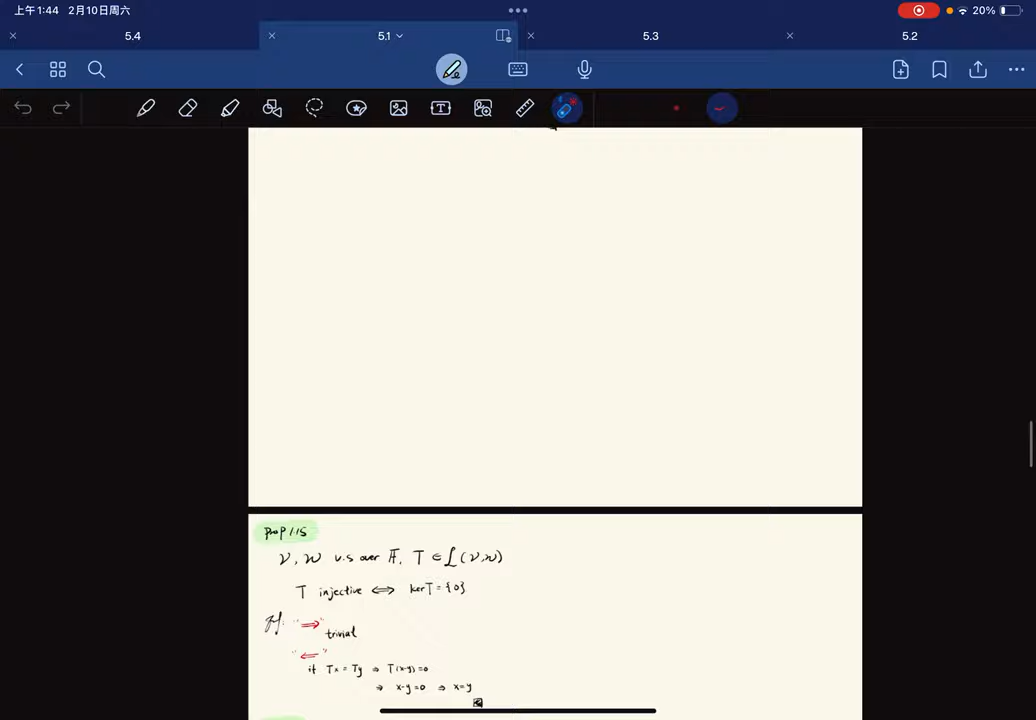 上午1:44 2月10日周六
20%
5.4
5.1
5.3
5.2
T
Prop 1.15
V, W v.s over F, T ∈ L(V,W)
T injective ⟺ ker T = {0}
Pf: "⟹" trivial
"⟸"
if Tx = Ty ⇒ T(x-y)=0
⇒ x-y=0 ⇒ x=y